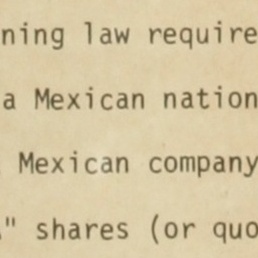 ning law require
a Mexican nation
Mexican company
" shares (or quo